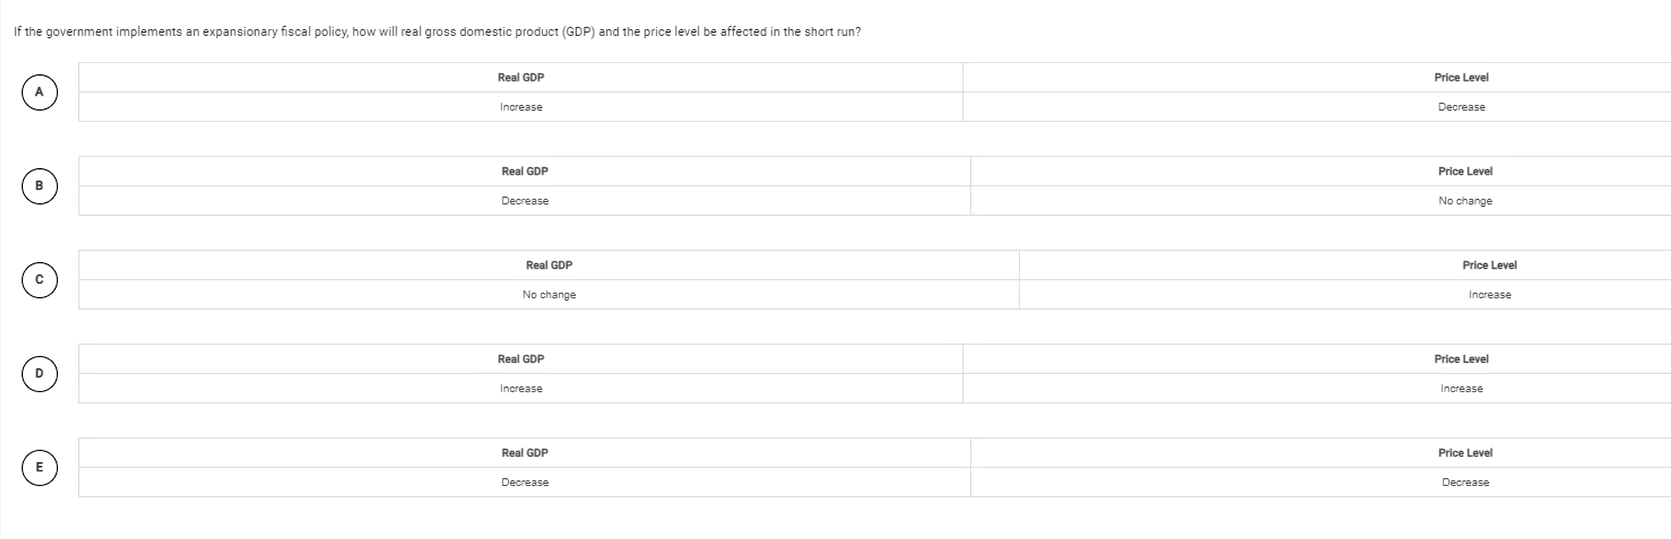 If the government implements an expansionary fiscal policy, how will real gross domestic product (GDP) and the price level be affected in the short run?
A
Real GDP Price Level
Increase Decrease
B
Real GDP Price Level
Decrease No change
C
Real GDP Price Level
No change Increase
D
Real GDP Price Level
Increase Increase
E
Real GDP Price Level
Decrease Decrease